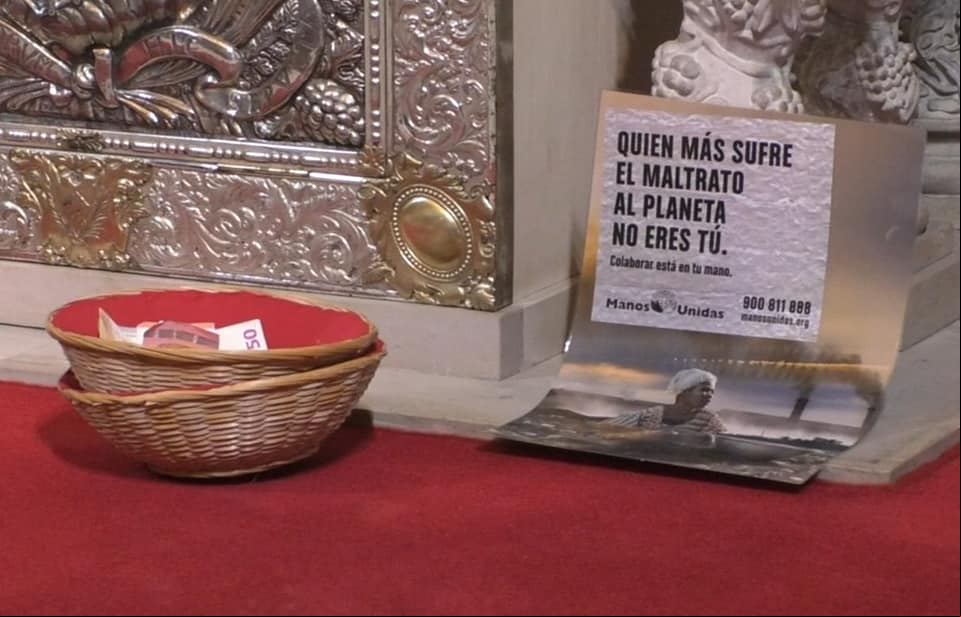 50
QUIEN MÁS SUFRE
EL MALTRATO
AL PLANETA
NO ERES TÚ.
Colaborar está en tu mano.
Manos Unidas
900 811 888
manosunidas.org